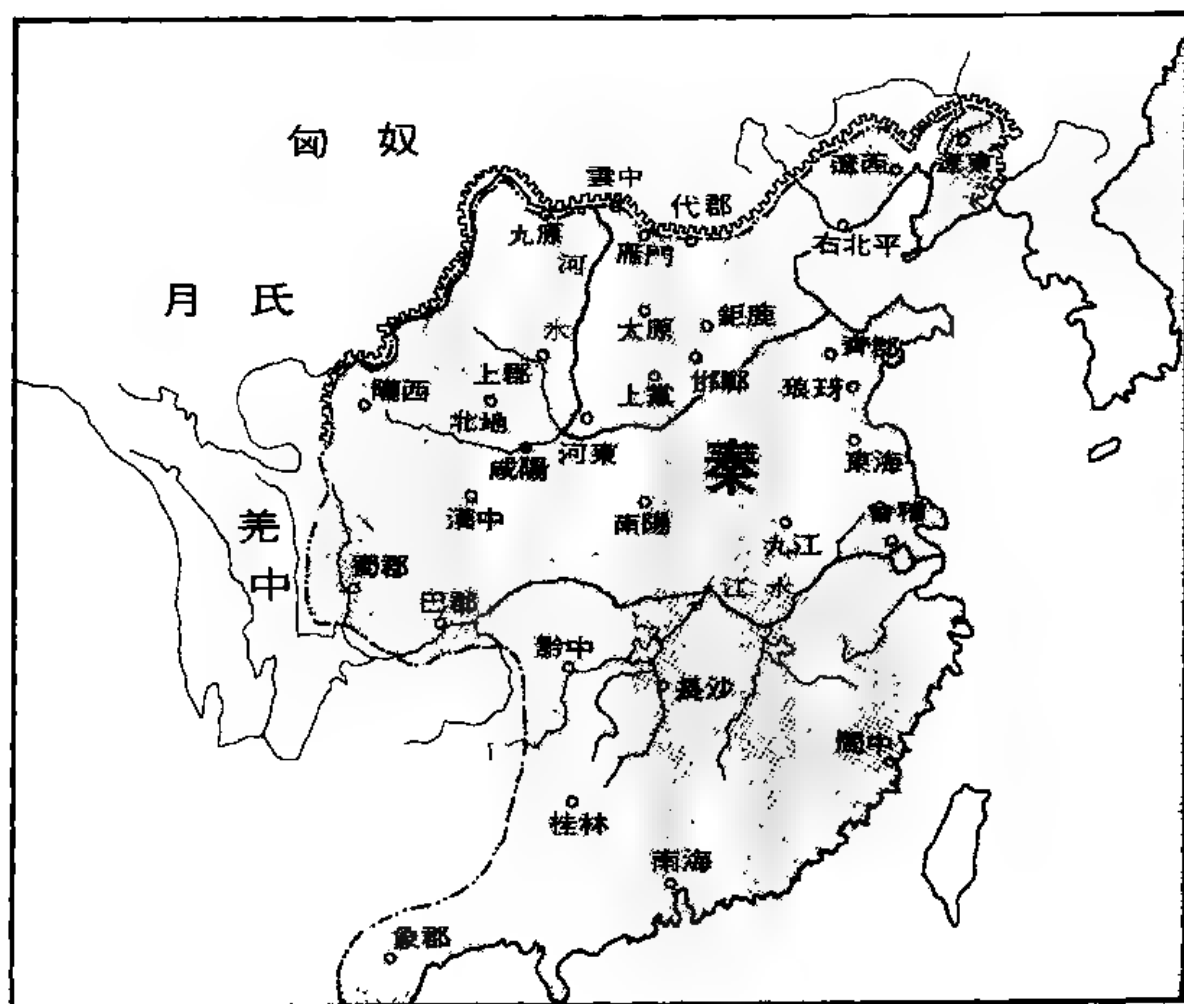 匈奴
月氏
羌中
秦
雲中
代郡
遼西
遼東
九原
河水
雁門
右北平
太原
鉅鹿
齊郡
隴西
上郡
上黨
邯鄲
琅玡
北地
咸陽
河東
東海
漢中
南陽
九江
會稽
蜀郡
巴郡
江水
黔中
長沙
閩中
桂林
南海
象郡